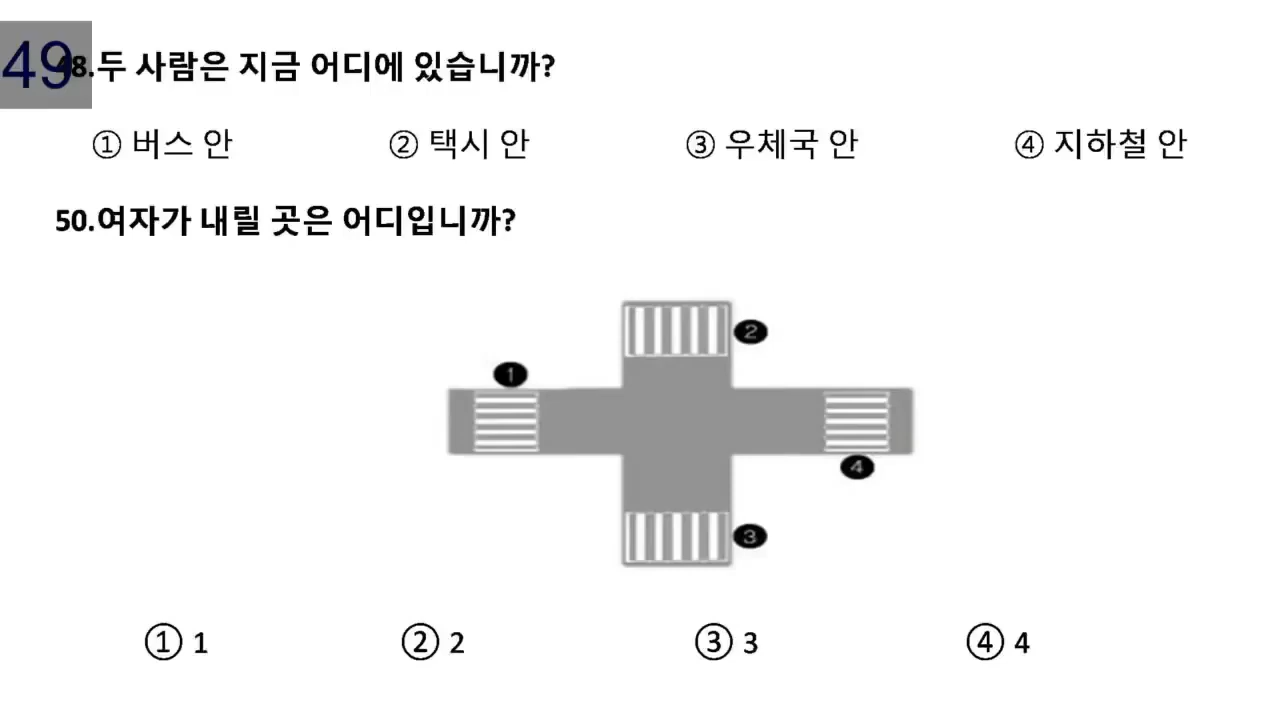 49
48.두 사람은 지금 어디에 있습니까?
① 버스 안 ② 택시 안 ③ 우체국 안 ④ 지하철 안
50.여자가 내릴 곳은 어디입니까?
2
1
4
3
① 1 ② 2 ③ 3 ④ 4